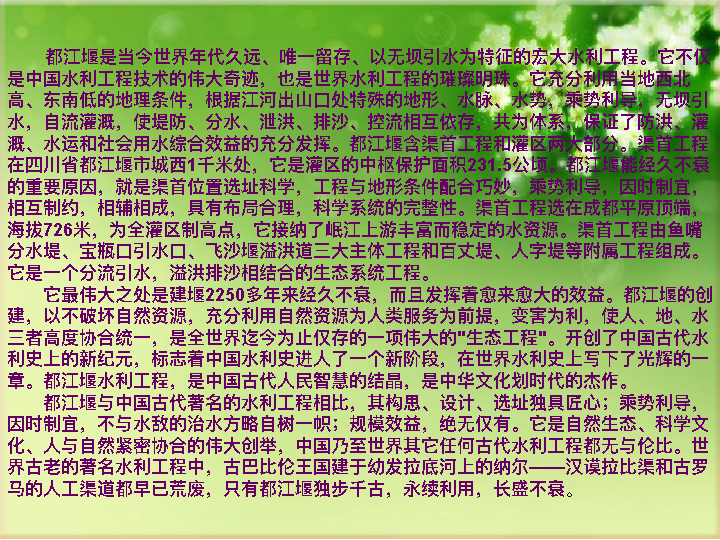 都江堰是当今世界年代久远、唯一留存、以无坝引水为特征的宏大水利工程。它不仅
是中国水利工程技术的伟大奇迹，也是世界水利工程的璀璨明珠。它充分利用当地西北
高、东南低的地理条件，根据江河出山口处特殊的地形、水脉、水势，乘势利导，无坝引
水，自流灌溉，使堤防、分水、泄洪、排沙、控流相互依存，共为体系，保证了防洪、灌
溉、水运和社会用水综合效益的充分发挥。都江堰含渠首工程和灌区两大部分。渠首工程
在四川省都江堰市城西1千米处，它是灌区的中枢保护面积231.5公顷。都江堰能经久不衰
的重要原因，就是渠首位置选址科学，工程与地形条件配合巧妙，乘势利导，因时制宜，
相互制约，相辅相成，具有布局合理，科学系统的完整性。渠首工程选在成都平原顶端，
海拔726米，为全灌区制高点，它接纳了岷江上游丰富而稳定的水资源。渠首工程由鱼嘴
分水堤、宝瓶口引水口、飞沙堰溢洪道三大主体工程和百丈堤、人字堤等附属工程组成。
它是一个分流引水，溢洪排沙相结合的生态系统工程。
它最伟大之处是建堰2250多年来经久不衰，而且发挥着愈来愈大的效益。都江堰的创
建，以不破坏自然资源，充分利用自然资源为人类服务为前提，变害为利，使人、地、水
三者高度协合统一，是全世界迄今为止仅存的一项伟大的"生态工程"。开创了中国古代水
利史上的新纪元，标志着中国水利史进人了一个新阶段，在世界水利史上写下了光辉的一
章。都江堰水利工程，是中国古代人民智慧的结晶，是中华文化划时代的杰作。
都江堰与中国古代著名的水利工程相比，其构思、设计、选址独具匠心；乘势利导，
因时制宜，不与水敌的治水方略自树一帜；规模效益，绝无仅有。它是自然生态、科学文
化、人与自然紧密协合的伟大创举，中国乃至世界其它任何古代水利工程都无与伦比。世
界古老的著名水利工程中，古巴比伦王国建于幼发拉底河上的纳尔——汉谟拉比渠和古罗
马的人工渠道都早已荒废，只有都江堰独步千古，永续利用，长盛不衰。